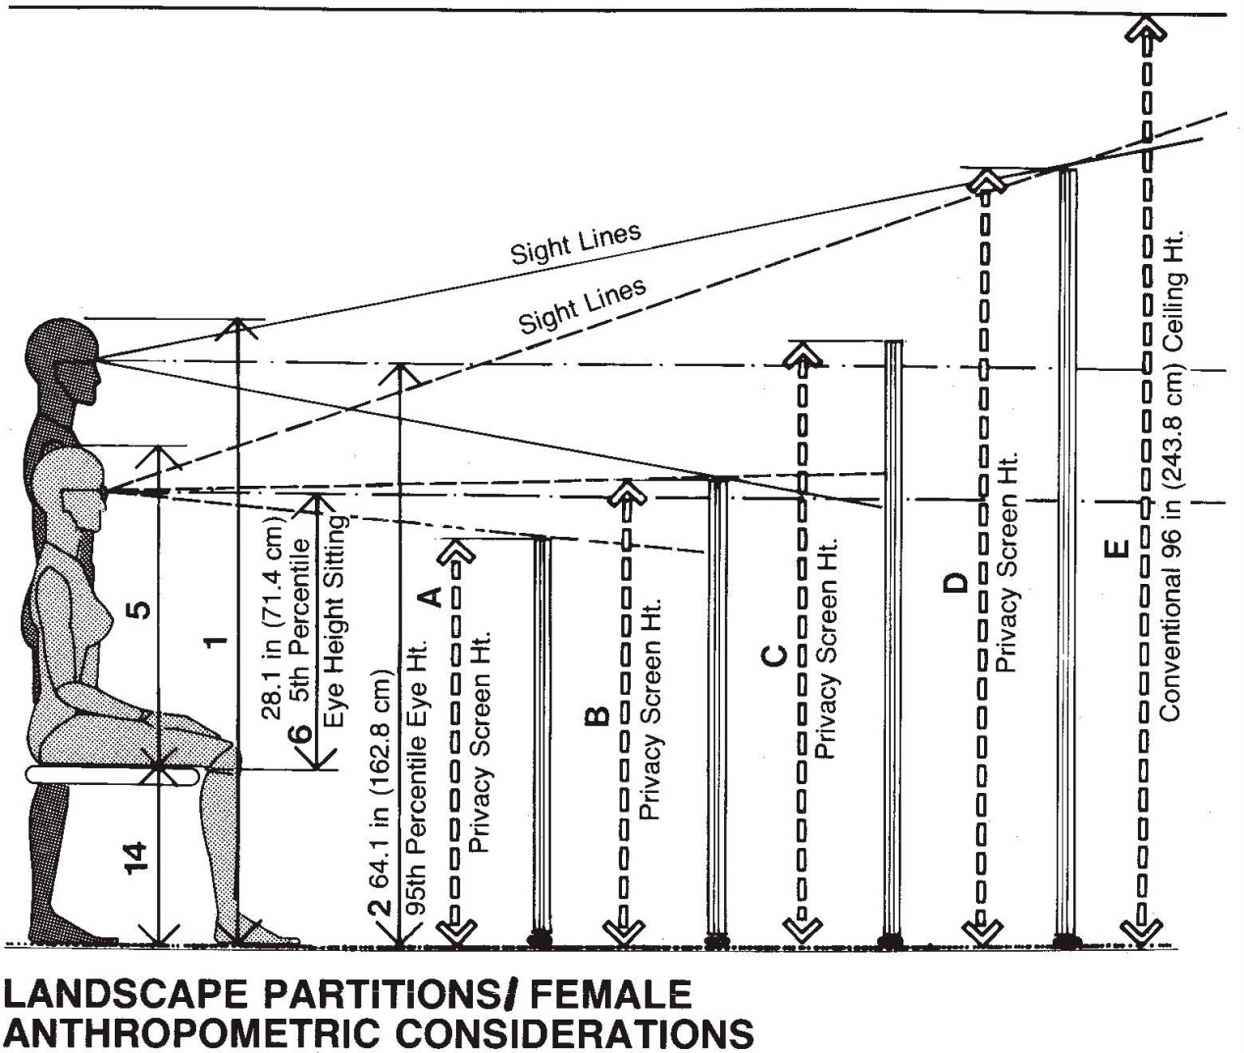 Sight Lines
Sight Lines
5
1
14
28.1 in (71.4 cm)
5th Percentile
6
Eye Height Sitting
2 64.1 in (162.8 cm)
95th Percentile Eye Ht.
A
Privacy Screen Ht.
B
Privacy Screen Ht.
C
Privacy Screen Ht.
D
Privacy Screen Ht.
E
Conventional 96 in (243.8 cm) Ceiling Ht.
LANDSCAPE PARTITIONS/ FEMALE
ANTHROPOMETRIC CONSIDERATIONS